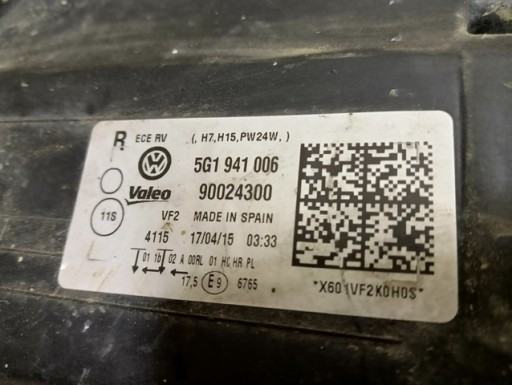 R ECE RV (, H7,H15,PW24W, )
5G1 941 006
Valeo 90024300
11S VF2 MADE IN SPAIN
4115 17/04/15 03:33
01 1b 02 A 00RL 01 HC HR PL
17,5 E9 6765
*X601VF2K0H0S*